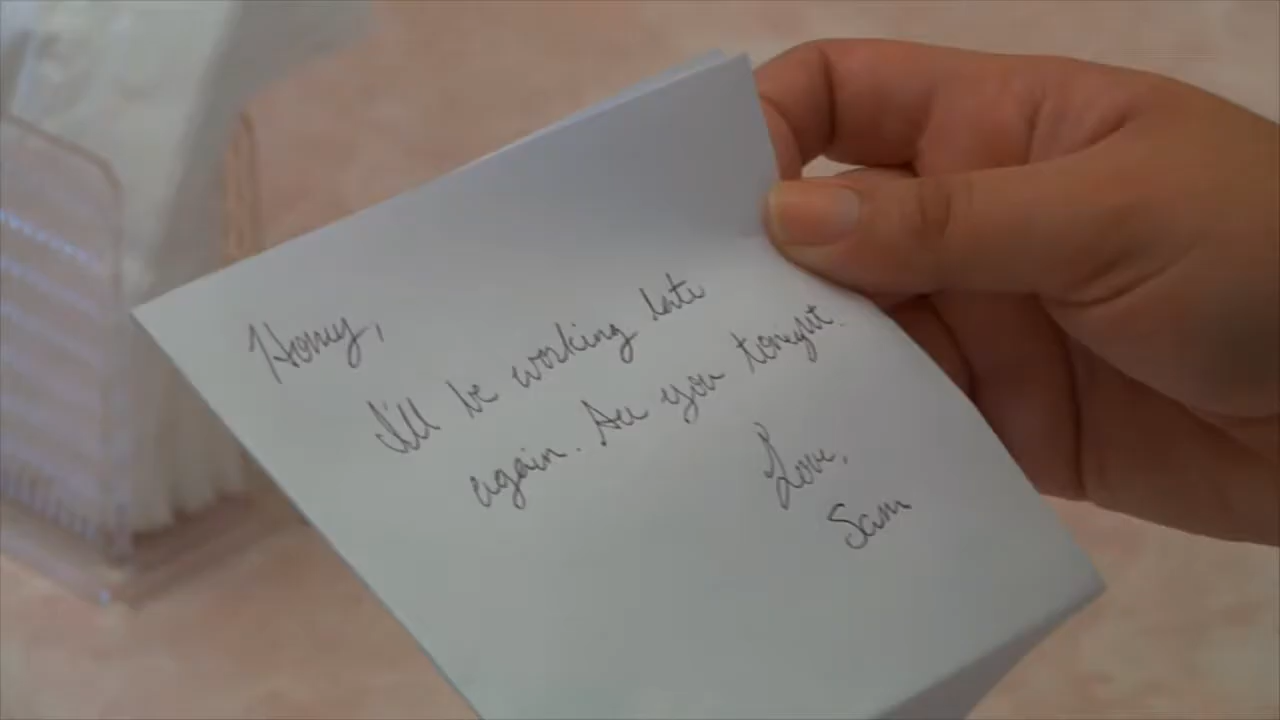 Honey,
I'll be working late
again. See you tonight.
Love,
Sam